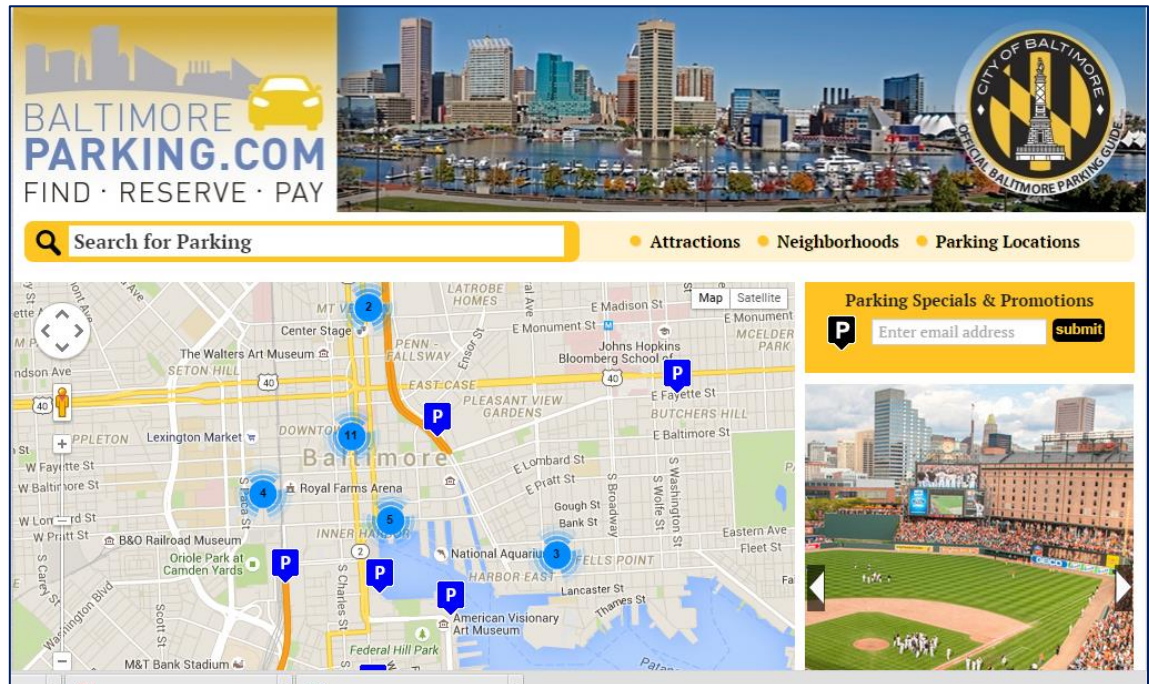 BALTIMORE
PARKING.COM
FIND · RESERVE · PAY
CITY OF BALTIMORE
OFFICIAL BALITMORE PARKING GUIDE
Search for Parking
Attractions
Neighborhoods
Parking Locations
Map
Satellite
LATROBE
HOMES
2
Center Stage
E Madison St
E Monument St
M
E Monument
MCELDER
PARK
PENN -
FALLSWAY
Ensor St
Johns Hopkins
Bloomberg School of
The Walters Art Museum
SETON HILL
40
EAST CASE
40
P
E Fayette St
PLEASANT VIEW
GARDENS
BUTCHERS HILL
40
P
Lexington Market
11
E Baltimore St
Baltimore
W Fayette St
E Lombard St
W Baltimore St
4
Royal Farms Arena
E Pratt St
S Paca St
S Broadway
S Wolfe St
S Washington St
Gough St
5
Bank St
W Pratt St
B&O Railroad Museum
INNER HARBOR
2
Eastern Ave
Fleet St
National Aquarium
3
FELLS POINT
Oriole Park at
Camden Yards
P
P
HARBOR EAST
S Carey St
S Charles St
Lancaster St
P
Thames St
Washington Blvd
Scott St
American Visionary
Art Museum
Federal Hill Park
M&T Bank Stadium
Parking Specials & Promotions
P
Enter email address
submit
GEICO